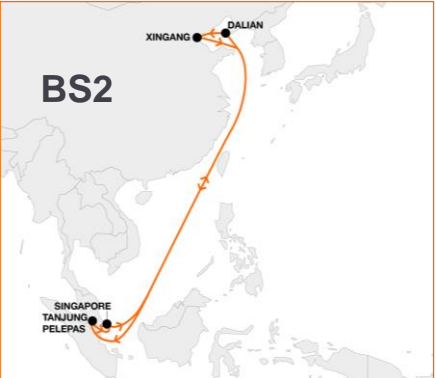 DALIAN
XINGANG
BS2
SINGAPORE
TANJUNG
PELEPAS